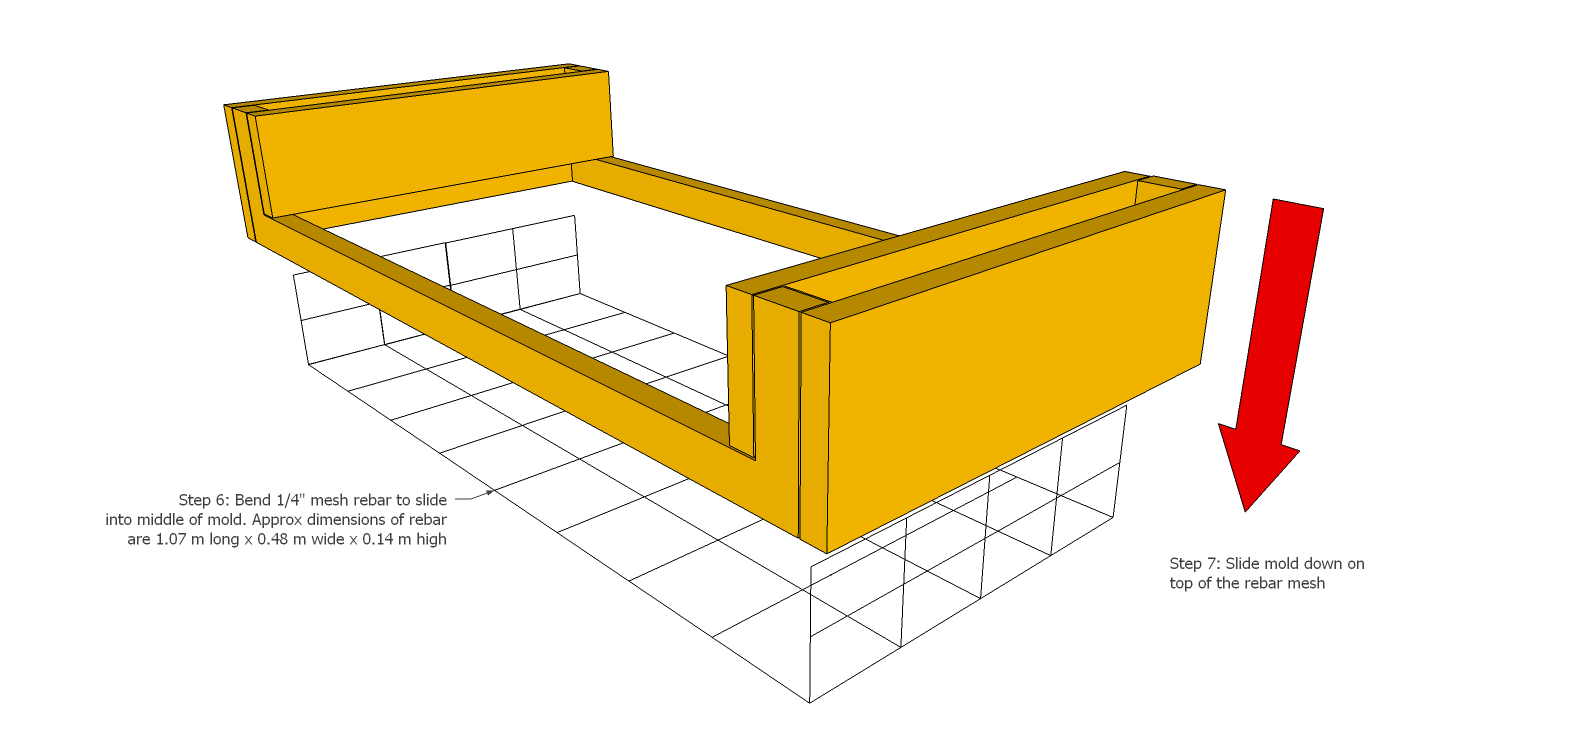 Step 6: Bend 1/4" mesh rebar to slide
into middle of mold. Approx dimensions of rebar
are 1.07 m long x 0.48 m wide x 0.14 m high
Step 7: Slide mold down on
top of the rebar mesh